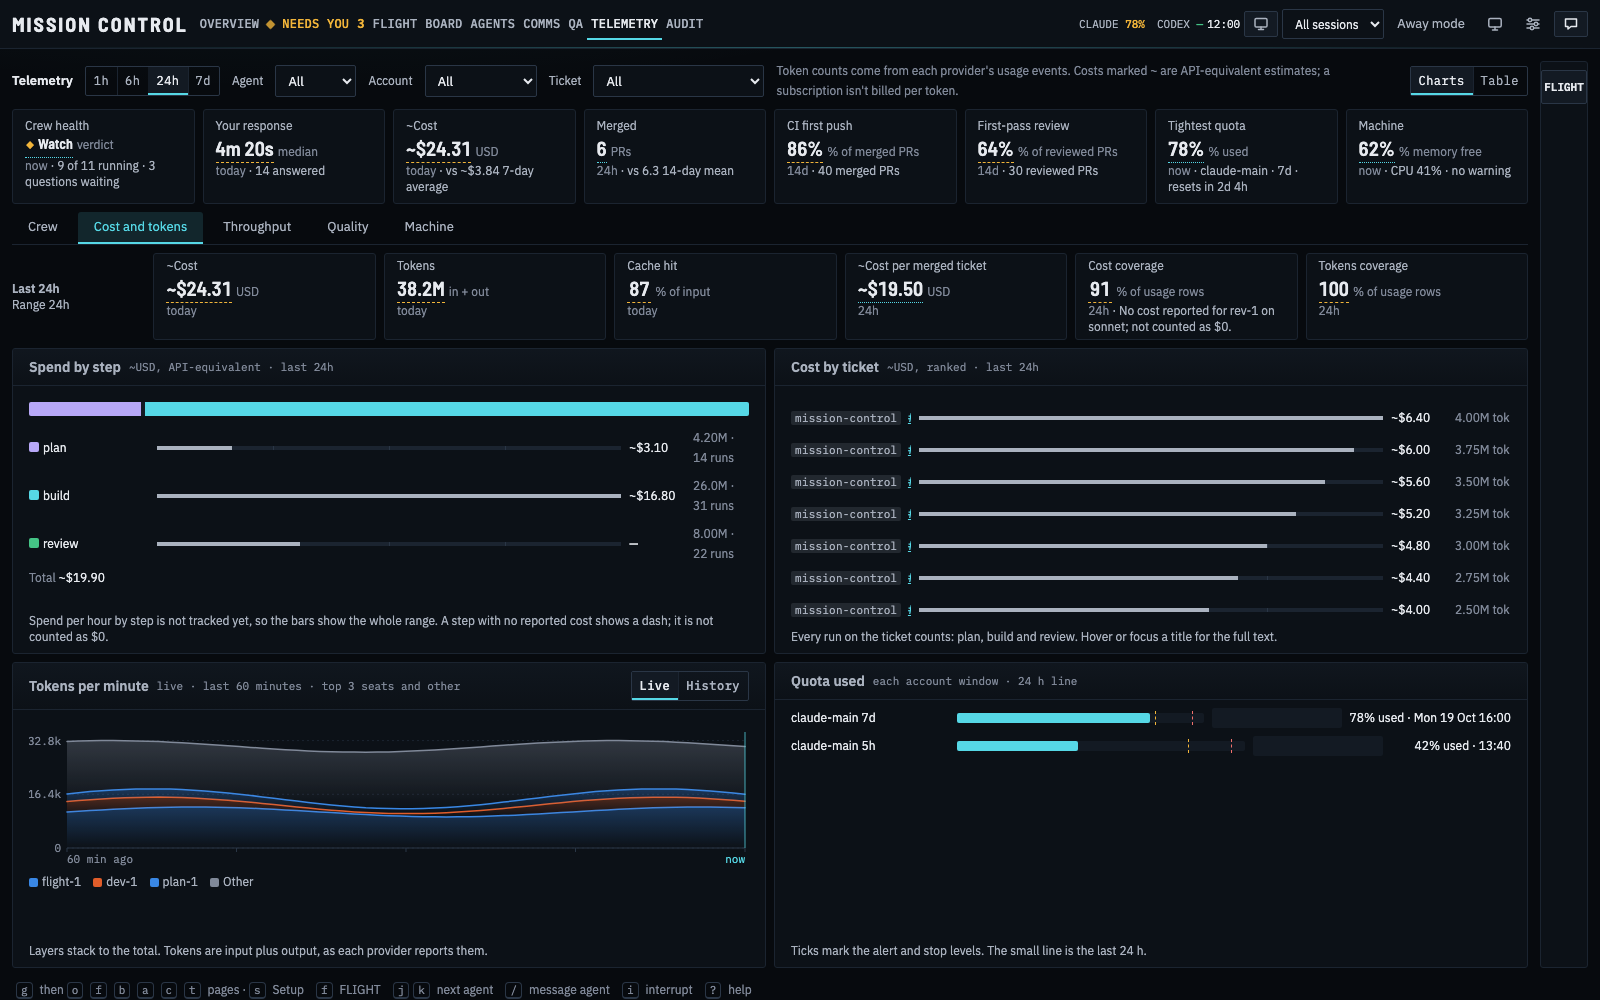 MISSION CONTROL OVERVIEW ◆ NEEDS YOU 3 FLIGHT BOARD AGENTS COMMS QA TELEMETRY AUDIT CLAUDE 78% CODEX — 12:00 All sessions Away mode
Telemetry 1h 6h 24h 7d Agent All Account All Ticket All
Token counts come from each provider's usage events. Costs marked ~ are API-equivalent estimates; a
subscription isn't billed per token.
Charts Table
FLIGHT
Crew health
◆ Watch verdict
now · 9 of 11 running · 3
questions waiting
Your response
4m 20s median
today · 14 answered
~Cost
~$24.31 USD
today · vs ~$3.84 7-day
average
Merged
6 PRs
24h · vs 6.3 14-day mean
CI first push
86% % of merged PRs
14d · 40 merged PRs
First-pass review
64% % of reviewed PRs
14d · 30 reviewed PRs
Tightest quota
78% % used
now · claude-main · 7d ·
resets in 2d 4h
Machine
62% % memory free
now · CPU 41% · no warning
Crew Cost and tokens Throughput Quality Machine
Last 24h
Range 24h
~Cost
~$24.31 USD
today
Tokens
38.2M in + out
today
Cache hit
87 % of input
today
~Cost per merged ticket
~$19.50 USD
24h
Cost coverage
91 % of usage rows
24h · No cost reported for rev-1 on
sonnet; not counted as $0.
Tokens coverage
100 % of usage rows
24h
Spend by step ~USD, API-equivalent · last 24h
plan ~$3.10 4.20M ·
14 runs
build ~$16.80 26.0M ·
31 runs
review — 8.00M ·
22 runs
Total ~$19.90
Spend per hour by step is not tracked yet, so the bars show the whole range. A step with no reported cost shows a dash; it is not
counted as $0.
Cost by ticket ~USD, ranked · last 24h
mission-control ~$6.40 4.00M tok
mission-control ~$6.00 3.75M tok
mission-control ~$5.60 3.50M tok
mission-control ~$5.20 3.25M tok
mission-control ~$4.80 3.00M tok
mission-control ~$4.40 2.75M tok
mission-control ~$4.00 2.50M tok
Every run on the ticket counts: plan, build and review. Hover or focus a title for the full text.
Tokens per minute live · last 60 minutes · top 3 seats and other
Live History
32.8k
16.4k
0
60 min ago now
flight-1 dev-1 plan-1 Other
Layers stack to the total. Tokens are input plus output, as each provider reports them.
Quota used each account window · 24 h line
claude-main 7d 78% used · Mon 19 Oct 16:00
claude-main 5h 42% used · 13:40
Ticks mark the alert and stop levels. The small line is the last 24 h.
g then o f b a c t pages · s Setup f FLIGHT j k next agent / message agent i interrupt ? help